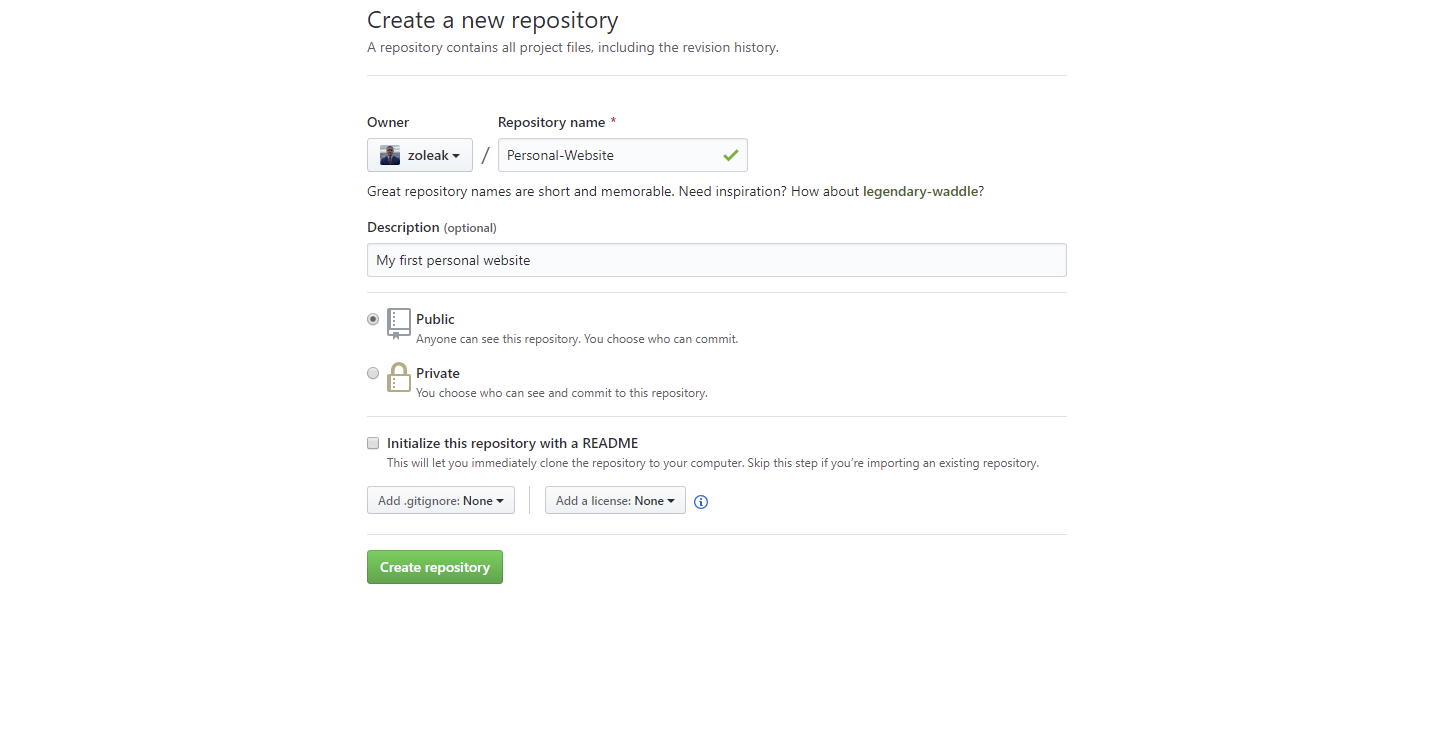 Create a new repository
A repository contains all project files, including the revision history.
Owner
Repository name *
zoleak / Personal-Website
Great repository names are short and memorable. Need inspiration? How about legendary-waddle?
Description (optional)
My first personal website
Public
Anyone can see this repository. You choose who can commit.
Private
You choose who can see and commit to this repository.
Initialize this repository with a README
This will let you immediately clone the repository to your computer. Skip this step if you’re importing an existing repository.
Add .gitignore: None
Add a license: None
Create repository